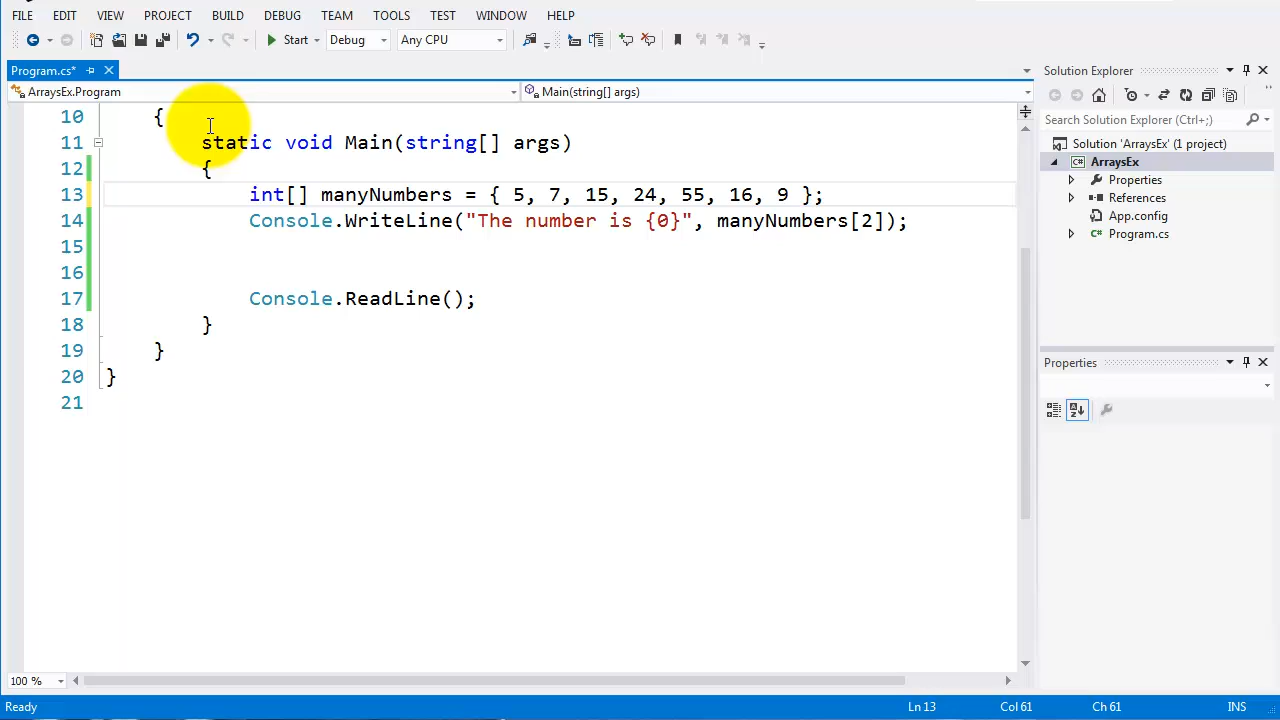 FILE EDIT VIEW PROJECT BUILD DEBUG TEAM TOOLS TEST WINDOW HELP
Start Debug Any CPU
Program.cs*
ArraysEx.Program Main(string[] args)
10 {
11 static void Main(string[] args)
12 {
13 int[] manyNumbers = { 5, 7, 15, 24, 55, 16, 9 };
14 Console.WriteLine("The number is {0}", manyNumbers[2]);
15
16
17 Console.ReadLine();
18 }
19 }
20 }
21
100 %
Solution Explorer
Search Solution Explorer (Ctrl+;)
Solution 'ArraysEx' (1 project)
ArraysEx
Properties
References
App.config
Program.cs
Properties
Ready Ln 13 Col 61 Ch 61 INS